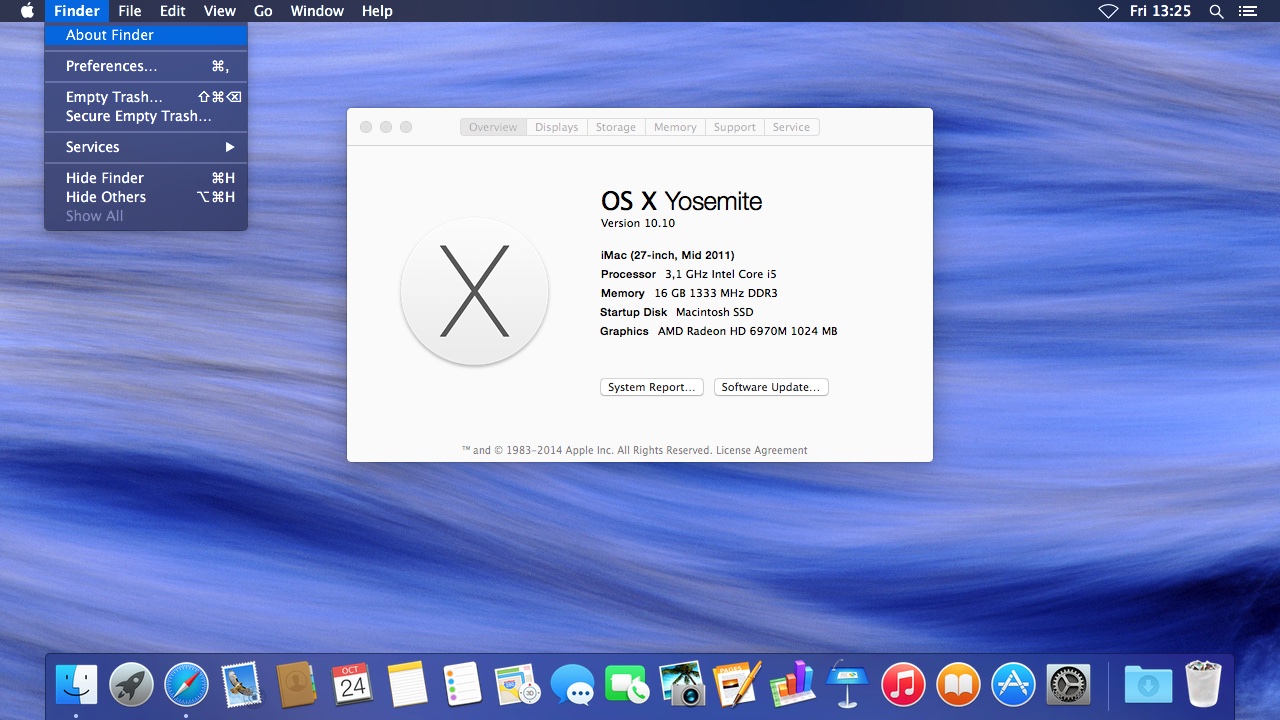 Finder File Edit View Go Window Help Fri 13:25
About Finder
Preferences... ⌘,
Empty Trash... ⇧⌘⌫
Secure Empty Trash...
Services ▶
Hide Finder ⌘H
Hide Others ⌥⌘H
Show All
Overview Displays Storage Memory Support Service
OS X Yosemite
Version 10.10
iMac (27-inch, Mid 2011)
Processor 3,1 GHz Intel Core i5
Memory 16 GB 1333 MHz DDR3
Startup Disk Macintosh SSD
Graphics AMD Radeon HD 6970M 1024 MB
System Report... Software Update...
™ and © 1983-2014 Apple Inc. All Rights Reserved. License Agreement
OCT
24
3D
PAGES